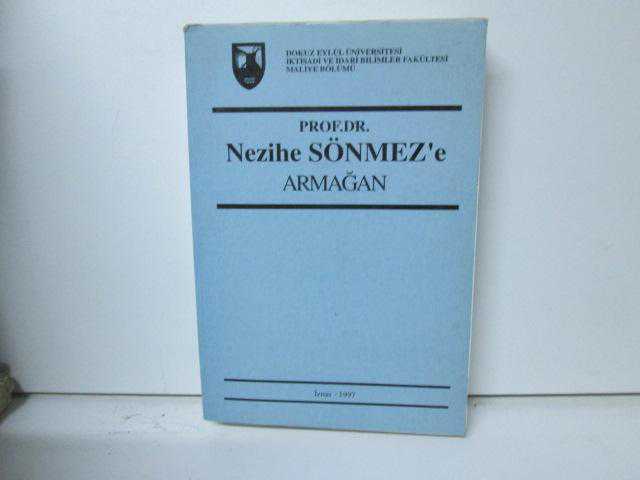 DOKUZ EYLÜL ÜNİVERSİTESİ
İKTİSADİ VE İDARİ BİLİMLER FAKÜLTESİ
MALİYE BÖLÜMÜ
PROF.DR.
Nezihe SÖNMEZ'e
ARMAĞAN
İzmir - 1997